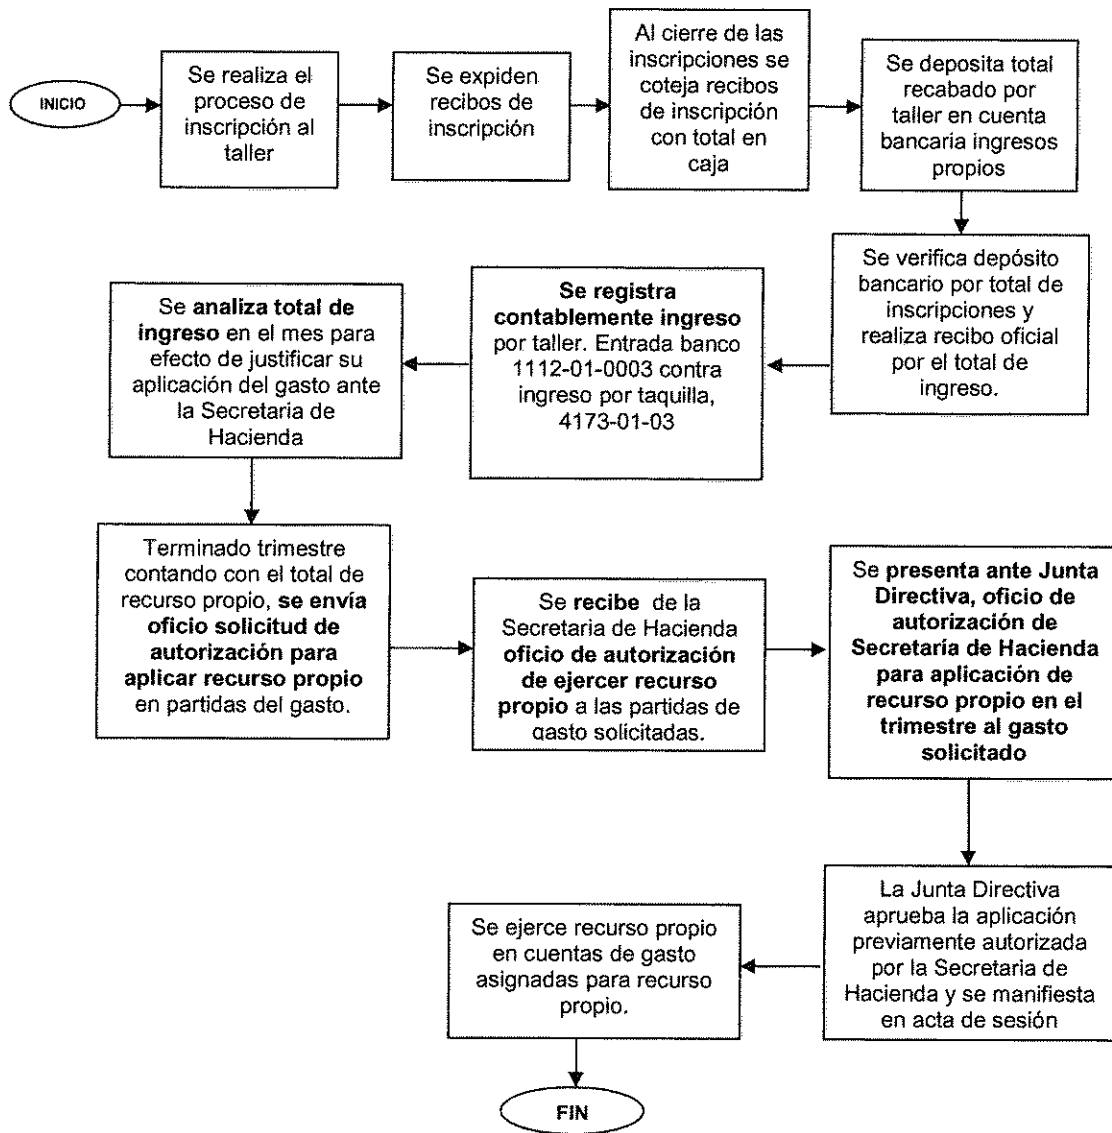 INICIO
Se realiza el
proceso de
inscripción al
taller
Se expiden
recibos de
inscripción
Al cierre de las
inscripciones se
coteja recibos
de inscripción
con total en
caja
Se deposita total
recabado por
taller en cuenta
bancaria ingresos
propios
Se verifica depósito
bancario por total de
inscripciones y
realiza recibo oficial
por el total de
ingreso.
Se registra
contablemente ingreso
por taller. Entrada banco
1112-01-0003 contra
ingreso por taquilla,
4173-01-03
Se analiza total de
ingreso en el mes para
efecto de justificar su
aplicación del gasto ante
la Secretaria de
Hacienda
Terminado trimestre
contando con el total de
recurso propio, se envía
oficio solicitud de
autorización para
aplicar recurso propio
en partidas del gasto.
Se recibe de la
Secretaria de Hacienda
oficio de autorización
de ejercer recurso
propio a las partidas de
gasto solicitadas.
Se presenta ante Junta
Directiva, oficio de
autorización de
Secretaría de Hacienda
para aplicación de
recurso propio en el
trimestre al gasto
solicitado
La Junta Directiva
aprueba la aplicación
previamente autorizada
por la Secretaria de
Hacienda y se manifiesta
en acta de sesión
Se ejerce recurso propio
en cuentas de gasto
asignadas para recurso
propio.
FIN